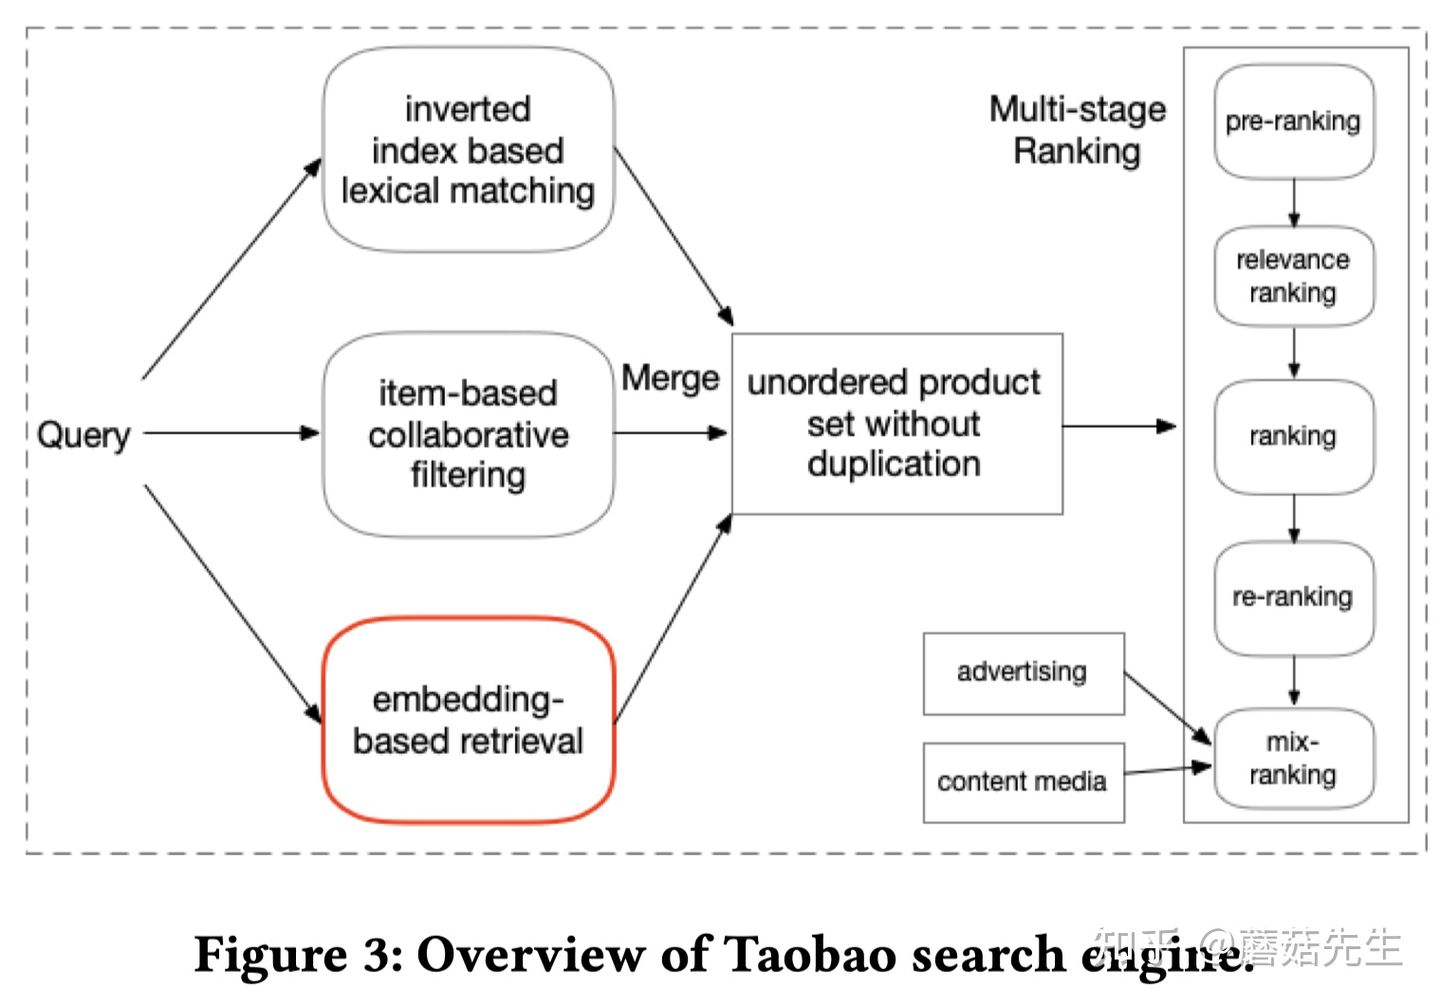 inverted
index based
lexical matching
Query
item-based
collaborative
filtering
embedding-
based retrieval
Merge
unordered product
set without
duplication
Multi-stage
Ranking
pre-ranking
relevance
ranking
ranking
re-ranking
mix-
ranking
advertising
content media
Figure 3: Overview of Taobao search engine.
知乎 @蘑菇先生